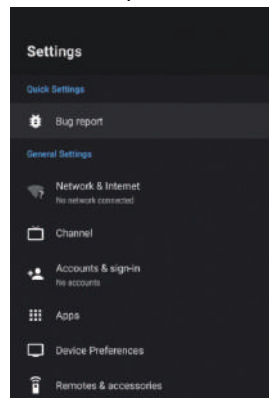 Settings
Quick Settings
Bug report
General Settings
Network & Internet
No network connected
Channel
Accounts & sign-in
No accounts
Apps
Device Preferences
Remotes & accessories